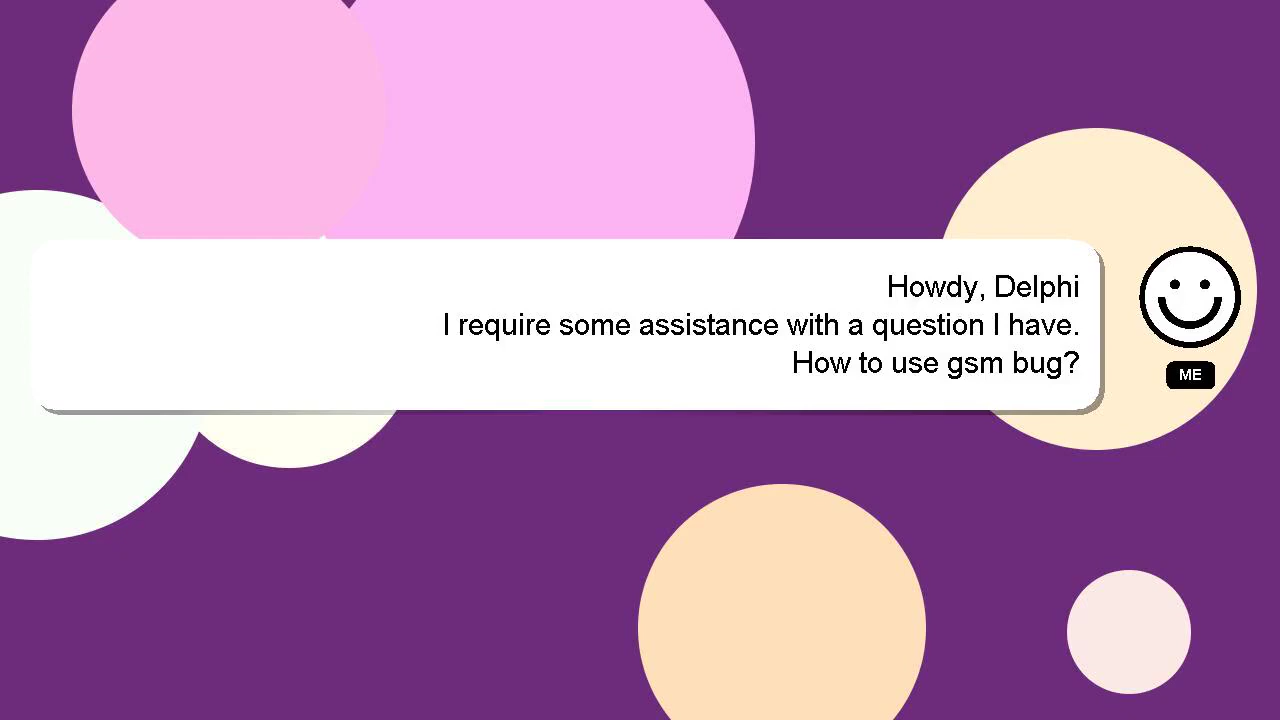 Howdy, Delphi
I require some assistance with a question I have.
How to use gsm bug?
ME